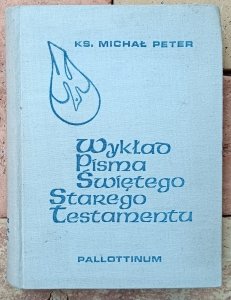 KS. MICHAŁ PETER
Wykład
Pisma
Świętego
Starego
Testamentu
PALLOTTINUM